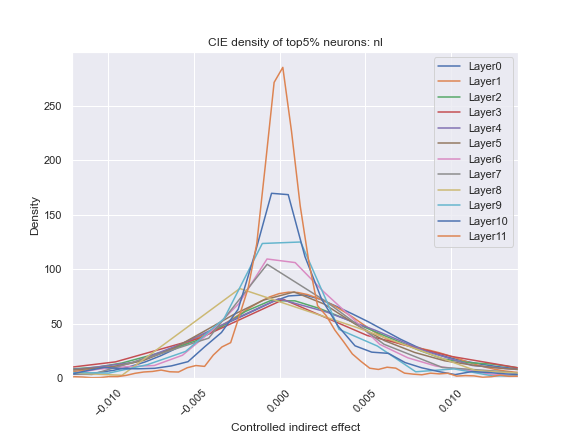 CIE density of top5% neurons: nl
Layer0
Layer1
Layer2
Layer3
Layer4
Layer5
Layer6
Layer7
Layer8
Layer9
Layer10
Layer11
250
200
150
100
50
0
Density
−0.010
−0.005
0.000
0.005
0.010
Controlled indirect effect